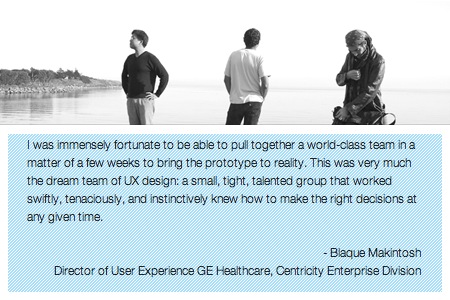 I was immensely fortunate to be able to pull together a world-class team in a
matter of a few weeks to bring the prototype to reality. This was very much
the dream team of UX design: a small, tight, talented group that worked
swiftly, tenaciously, and instinctively knew how to make the right decisions at
any given time.
- Blaque Makintosh
Director of User Experience GE Healthcare, Centricity Enterprise Division